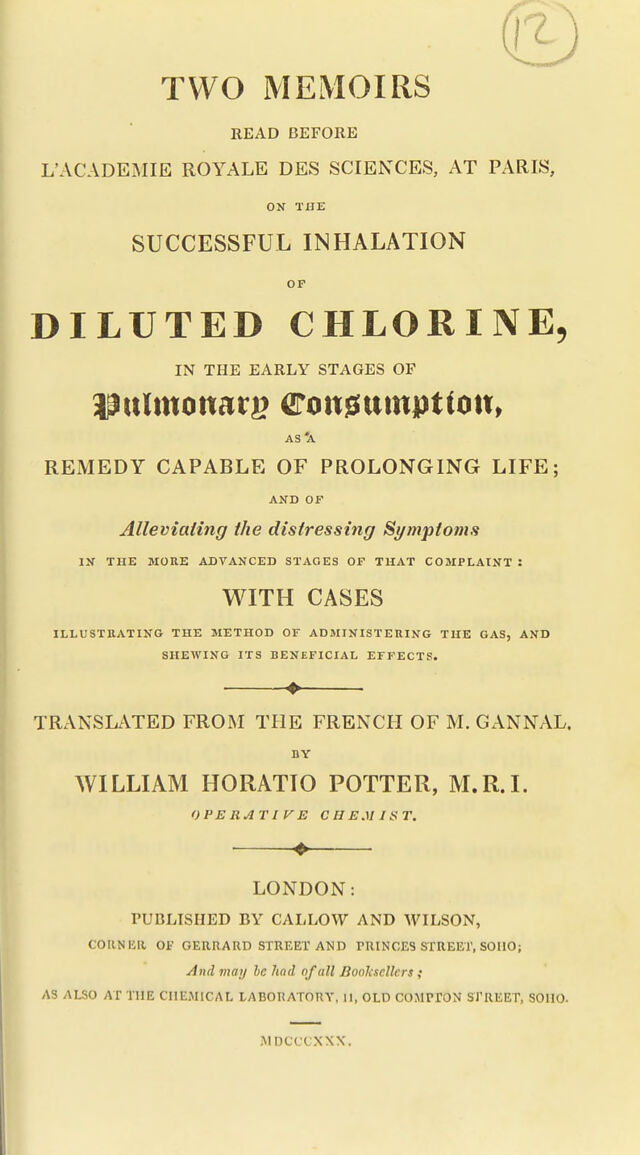 12
TWO MEMOIRS
READ BEFORE
L'ACADEMIE ROYALE DES SCIENCES, AT PARIS,
ON THE
SUCCESSFUL INHALATION
OF
DILUTED CHLORINE,
IN THE EARLY STAGES OF
Pulmonary Consumption,
AS A
REMEDY CAPABLE OF PROLONGING LIFE;
AND OF
Alleviating the distressing Symptoms
IN THE MORE ADVANCED STAGES OF THAT COMPLAINT :
WITH CASES
ILLUSTRATING THE METHOD OF ADMINISTERING THE GAS, AND
SHEWING ITS BENEFICIAL EFFECTS.
TRANSLATED FROM THE FRENCH OF M. GANNAL.
BY
WILLIAM HORATIO POTTER, M.R.I.
OPERATIVE CHEMIST.
LONDON:
PUBLISHED BY CALLOW AND WILSON,
CORNER OF GERRARD STREET AND PRINCES STREET, SOHO;
And may be had of all Booksellers;
AS ALSO AT THE CHEMICAL LABORATORY, 11, OLD COMPTON STREET, SOHO.
MDCCCXXX.